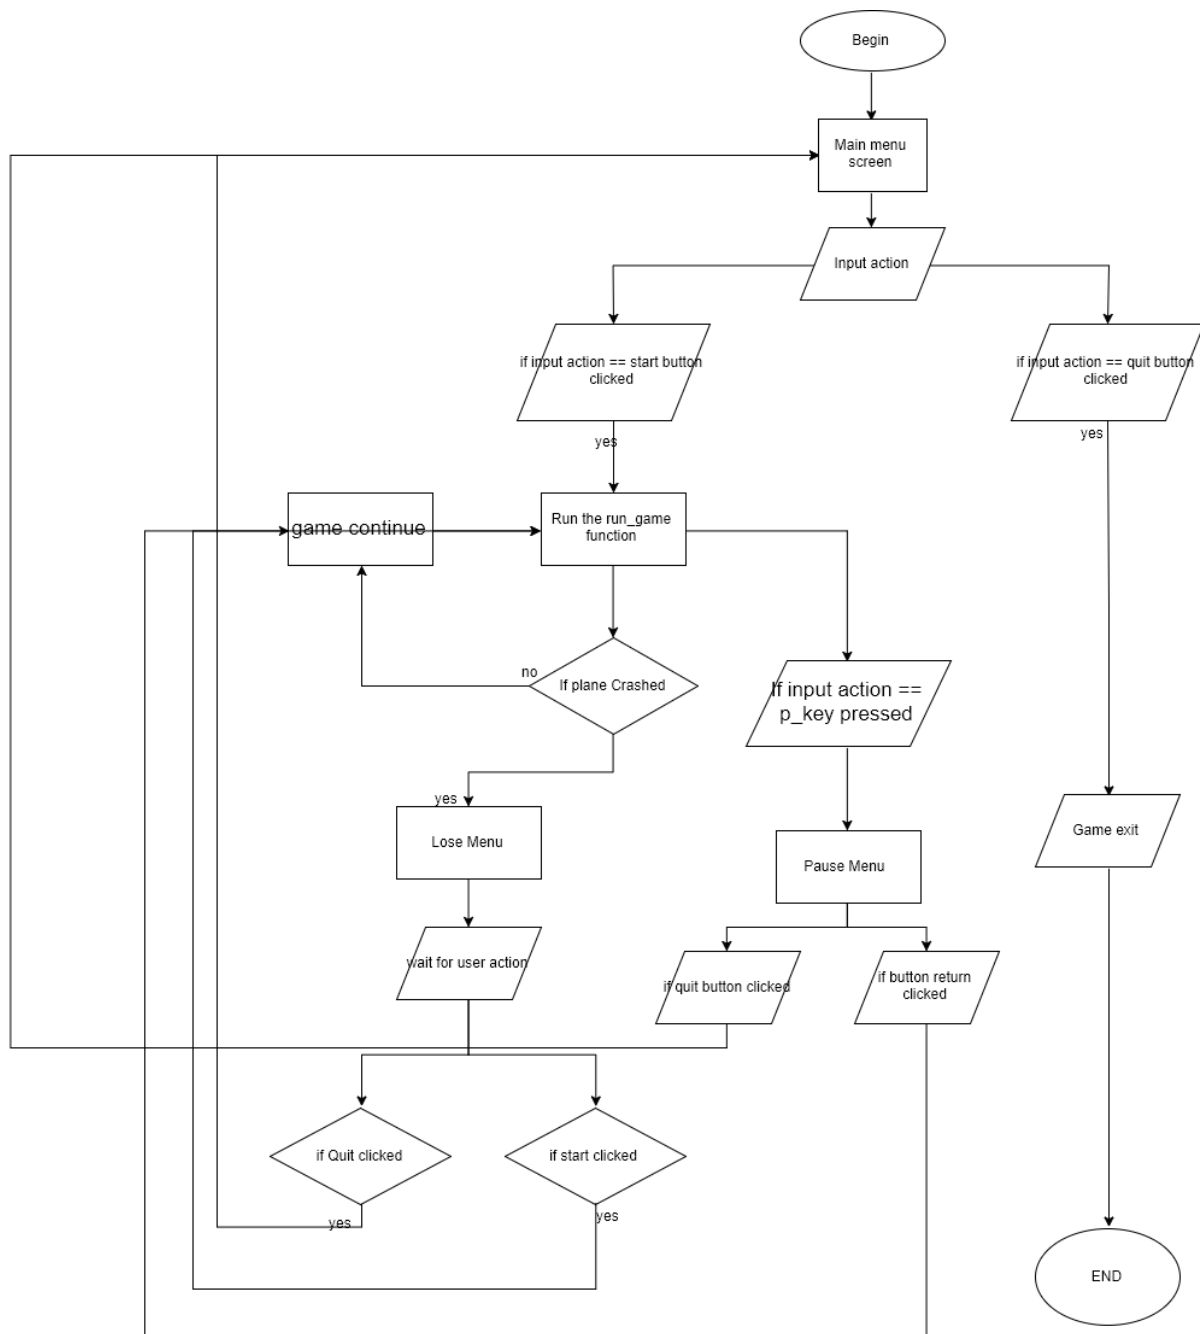 Begin
Main menu
screen
Input action
if input action == start button
clicked
if input action == quit button
clicked
yes
yes
game continue
Run the run_game
function
no
If plane Crashed
If input action ==
p_key pressed
yes
Lose Menu
Pause Menu
Game exit
wait for user action
if quit button clicked
if button return
clicked
if Quit clicked
if start clicked
yes
yes
END